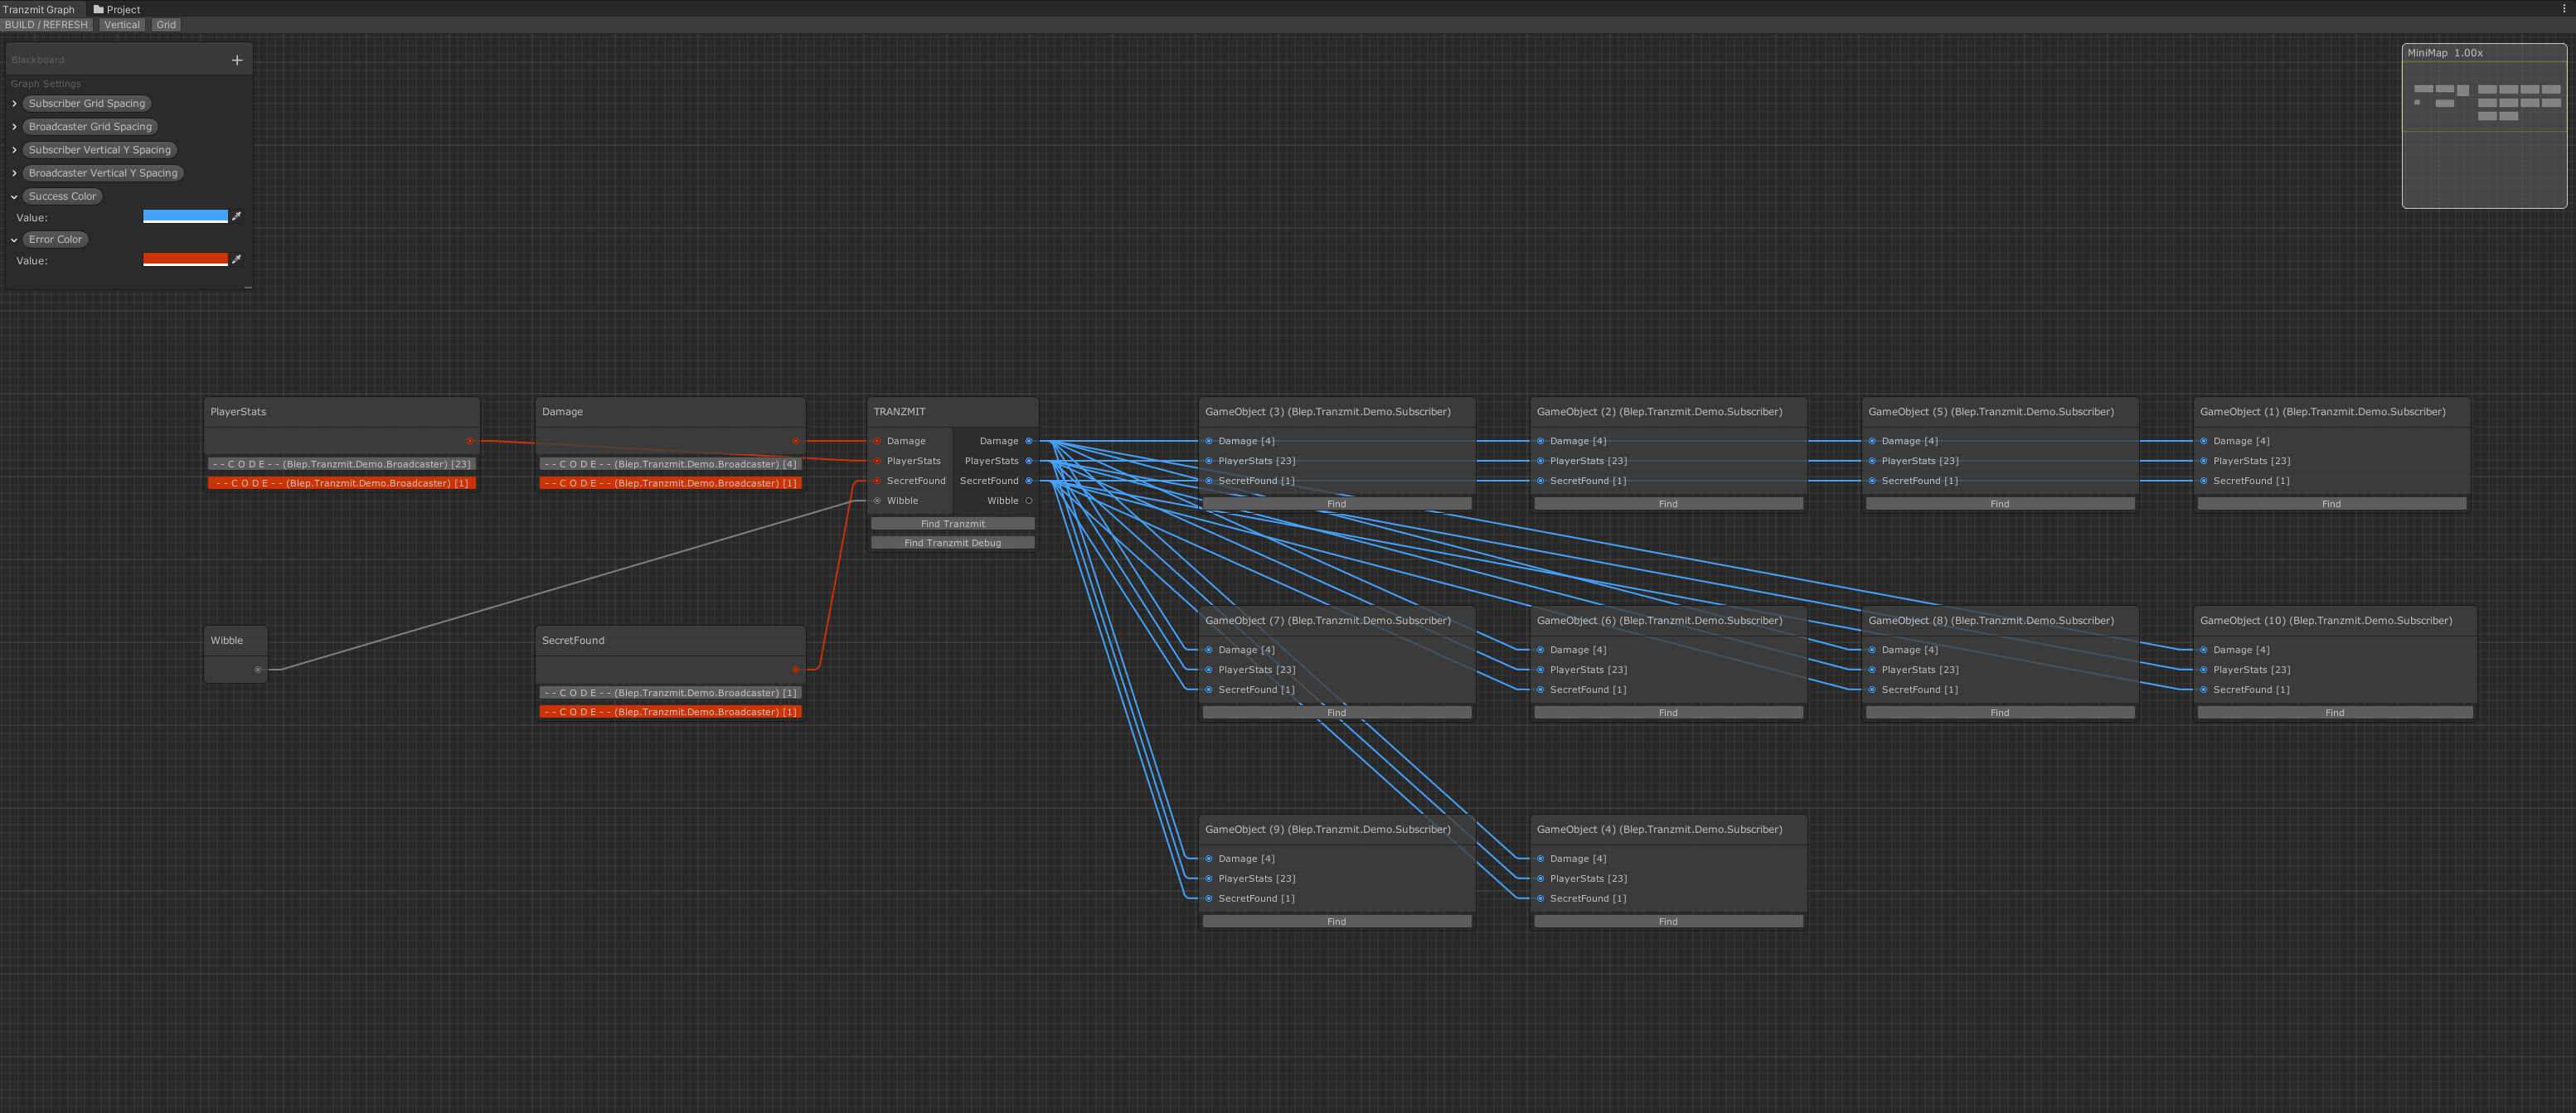 Tranzmit Graph
Project
BUILD / REFRESH
Vertical
Grid
Blackboard
+
Graph Settings
Subscriber Grid Spacing
Broadcaster Grid Spacing
Subscriber Vertical Y Spacing
Broadcaster Vertical Y Spacing
Success Color
Value:
Error Color
Value:
MiniMap 1.00x
PlayerStats
- - C O D E - - (Blep.Tranzmit.Demo.Broadcaster) [23]
- - C O D E - - (Blep.Tranzmit.Demo.Broadcaster) [1]
Damage
- - C O D E - - (Blep.Tranzmit.Demo.Broadcaster) [4]
- - C O D E - - (Blep.Tranzmit.Demo.Broadcaster) [1]
TRANZMIT
Damage Damage
PlayerStats PlayerStats
SecretFound SecretFound
Wibble Wibble
Find Tranzmit
Find Tranzmit Debug
GameObject (3) (Blep.Tranzmit.Demo.Subscriber)
Damage [4]
PlayerStats [23]
SecretFound [1]
Find
GameObject (2) (Blep.Tranzmit.Demo.Subscriber)
Damage [4]
PlayerStats [23]
SecretFound [1]
Find
GameObject (5) (Blep.Tranzmit.Demo.Subscriber)
Damage [4]
PlayerStats [23]
SecretFound [1]
Find
GameObject (1) (Blep.Tranzmit.Demo.Subscriber)
Damage [4]
PlayerStats [23]
SecretFound [1]
Find
Wibble
SecretFound
- - C O D E - - (Blep.Tranzmit.Demo.Broadcaster) [1]
- - C O D E - - (Blep.Tranzmit.Demo.Broadcaster) [1]
GameObject (7) (Blep.Tranzmit.Demo.Subscriber)
Damage [4]
PlayerStats [23]
SecretFound [1]
Find
GameObject (6) (Blep.Tranzmit.Demo.Subscriber)
Damage [4]
PlayerStats [23]
SecretFound [1]
Find
GameObject (8) (Blep.Tranzmit.Demo.Subscriber)
Damage [4]
PlayerStats [23]
SecretFound [1]
Find
GameObject (10) (Blep.Tranzmit.Demo.Subscriber)
Damage [4]
PlayerStats [23]
SecretFound [1]
Find
GameObject (9) (Blep.Tranzmit.Demo.Subscriber)
Damage [4]
PlayerStats [23]
SecretFound [1]
Find
GameObject (4) (Blep.Tranzmit.Demo.Subscriber)
Damage [4]
PlayerStats [23]
SecretFound [1]
Find